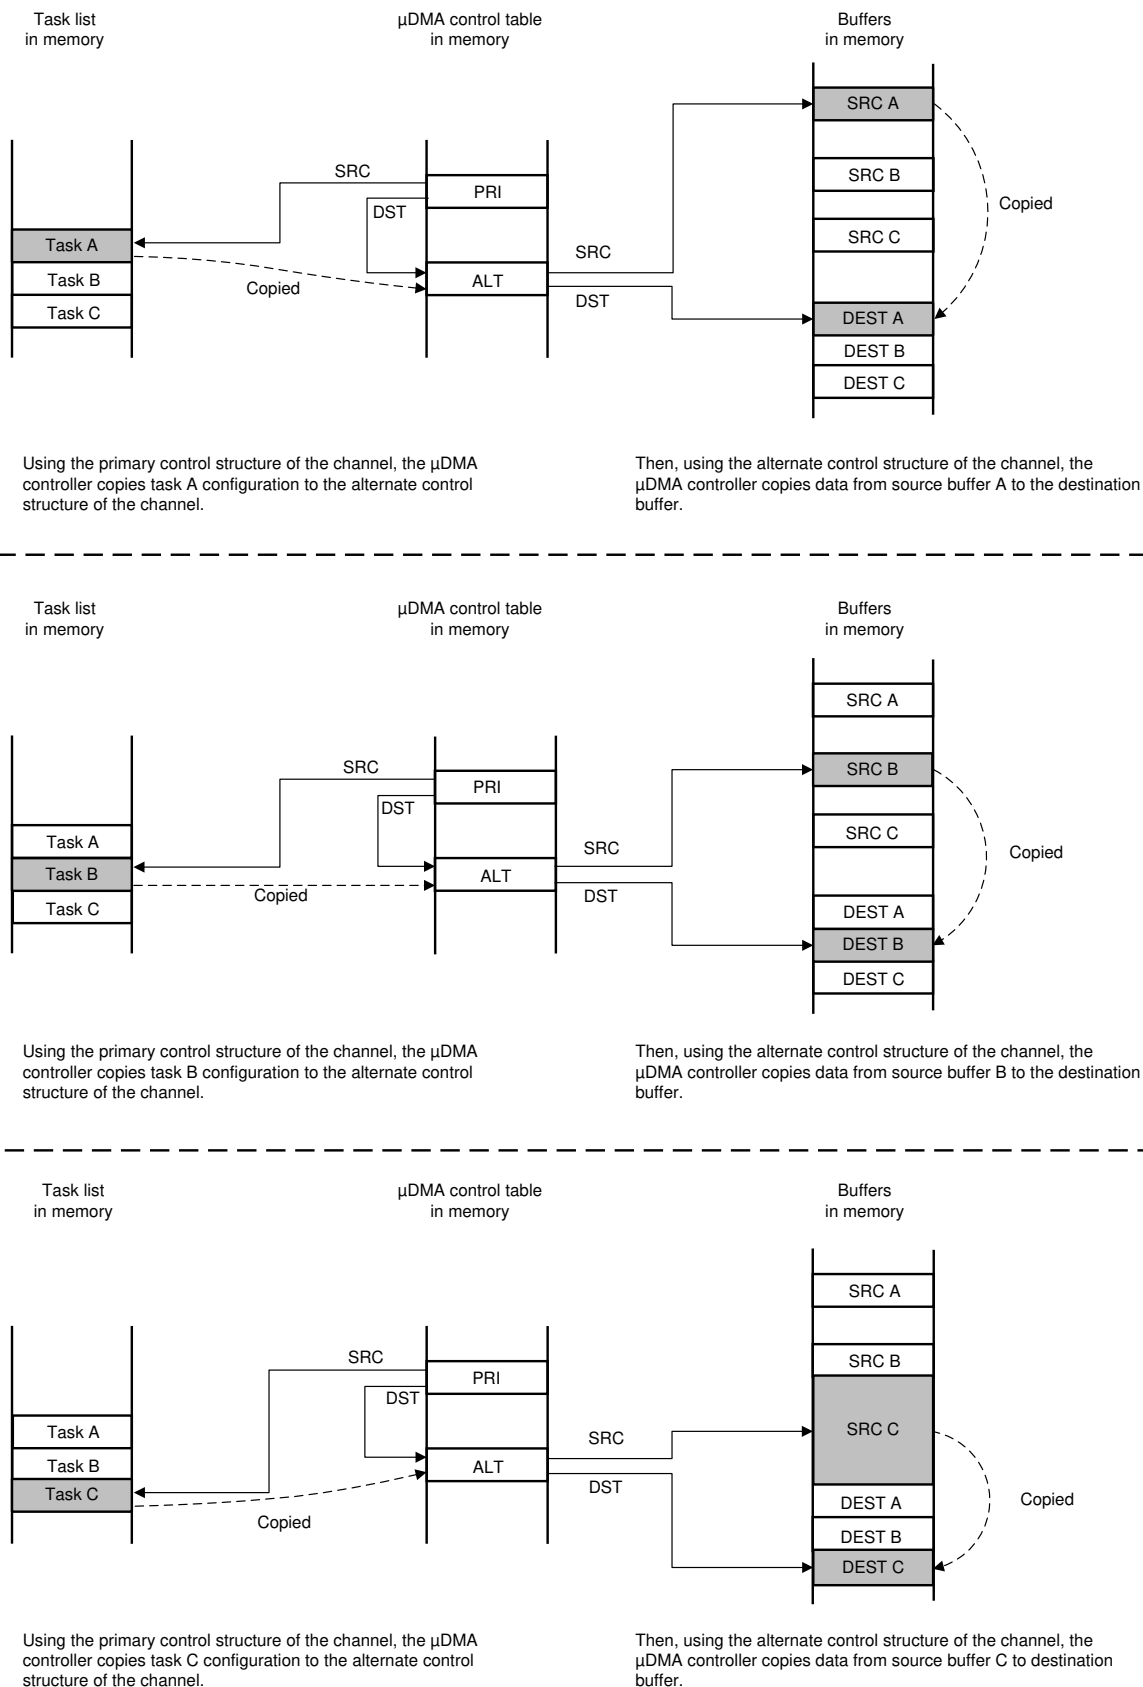 Task list
in memory
µDMA control table
in memory
Buffers
in memory
SRC A
SRC B
SRC C
Copied
SRC
PRI
DST
Task A
Task B
Task C
Copied
ALT
SRC
DST
DEST A
DEST B
DEST C
Using the primary control structure of the channel, the µDMA
controller copies task A configuration to the alternate control
structure of the channel.
Then, using the alternate control structure of the channel, the
µDMA controller copies data from source buffer A to the destination
buffer.
Task list
in memory
µDMA control table
in memory
Buffers
in memory
SRC A
SRC B
SRC C
Copied
SRC
PRI
DST
Task A
Task B
Task C
Copied
ALT
SRC
DST
DEST A
DEST B
DEST C
Using the primary control structure of the channel, the µDMA
controller copies task B configuration to the alternate control
structure of the channel.
Then, using the alternate control structure of the channel, the
µDMA controller copies data from source buffer B to the destination
buffer.
Task list
in memory
µDMA control table
in memory
Buffers
in memory
SRC A
SRC B
SRC C
SRC
PRI
DST
Task A
Task B
Task C
Copied
ALT
SRC
DST
DEST A
DEST B
DEST C
Copied
Using the primary control structure of the channel, the µDMA
controller copies task C configuration to the alternate control
structure of the channel.
Then, using the alternate control structure of the channel, the
µDMA controller copies data from source buffer C to destination
buffer.